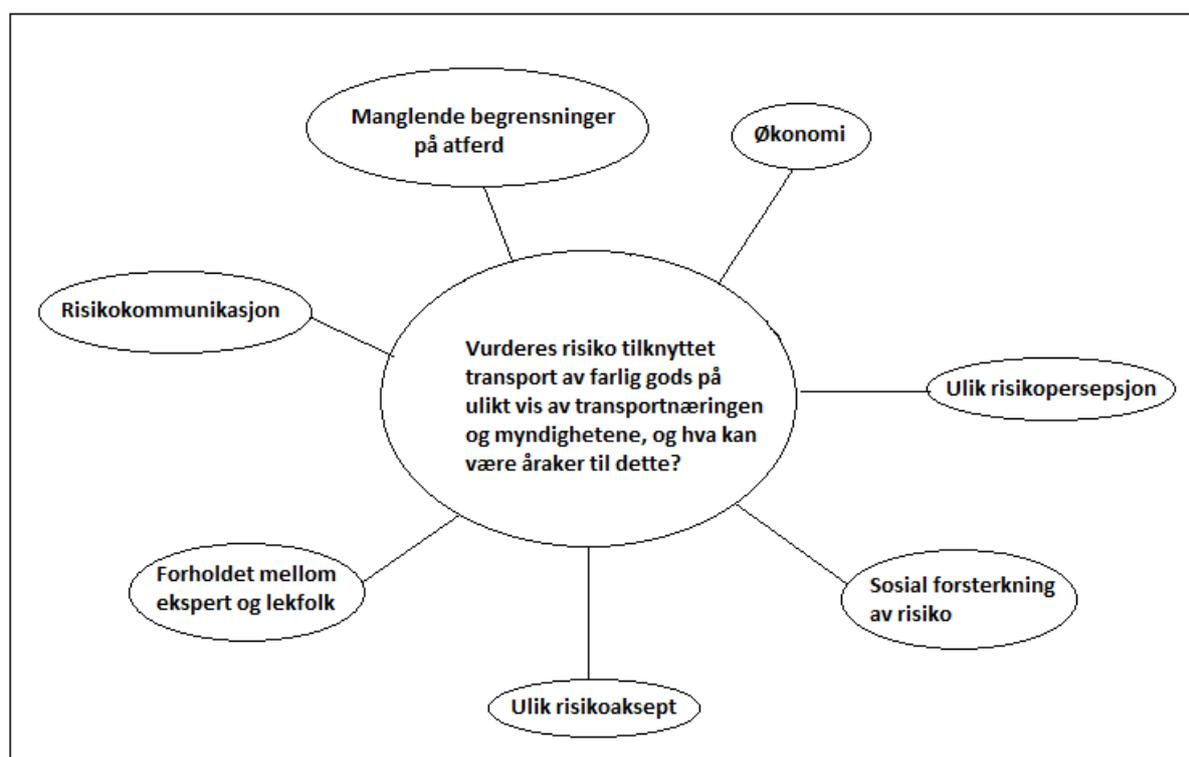 Manglende begrensninger
på atferd
Økonomi
Risikokommunikasjon
Vurderes risiko tilknyttet
transport av farlig gods på
ulikt vis av transportnæringen
og myndighetene, og hva kan
være åraker til dette?
Ulik risikopersepsjon
Forholdet mellom
ekspert og lekfolk
Sosial forsterkning
av risiko
Ulik risikoaksept